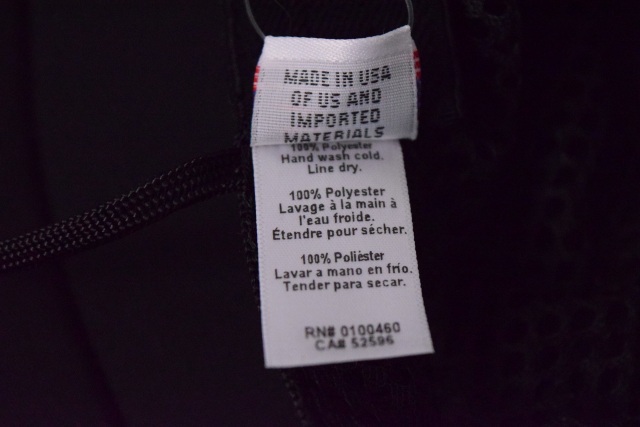 MADE IN USA
OF US AND
IMPORTED
MATERIALS
100% Polyester
Hand wash cold.
Line dry.
100% Polyester
Lavage à la main à
l'eau froide.
Étendre pour sécher.
100% Polièster
Lavar a mano en frío.
Tender para secar.
RN# 0100460
CA# 52596